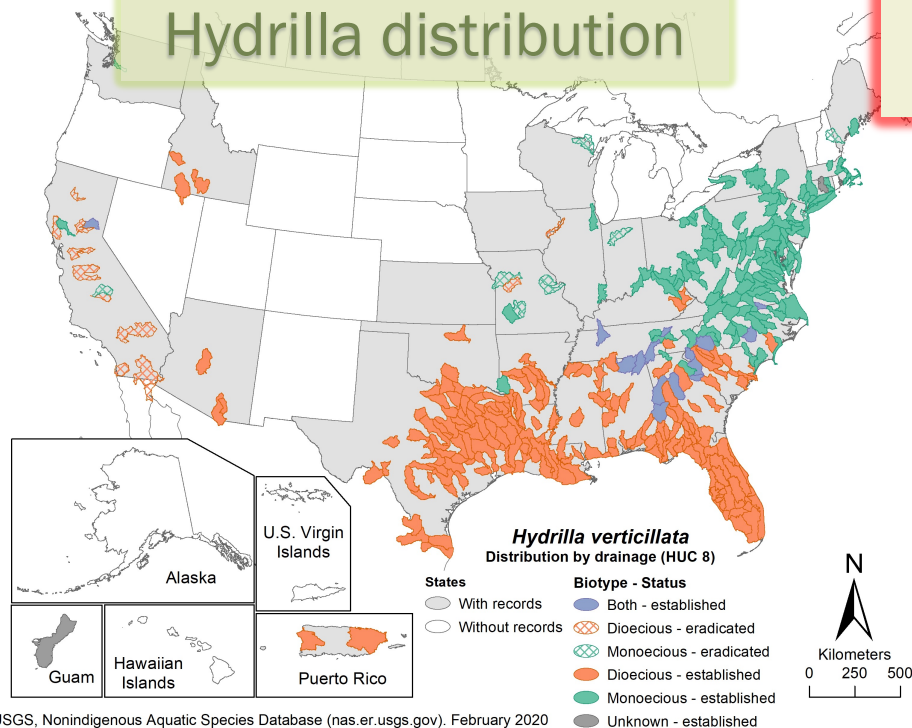 Hydrilla distribution
Alaska
U.S. Virgin
Islands
Guam
Hawaiian
Islands
Puerto Rico
Hydrilla verticillata
Distribution by drainage (HUC 8)
States
With records
Without records
Biotype - Status
Both - established
Dioecious - eradicated
Monoecious - eradicated
Dioecious - established
Monoecious - established
Unknown - established
N
Kilometers
0 250 500
USGS, Nonindigenous Aquatic Species Database (nas.er.usgs.gov). February 2020